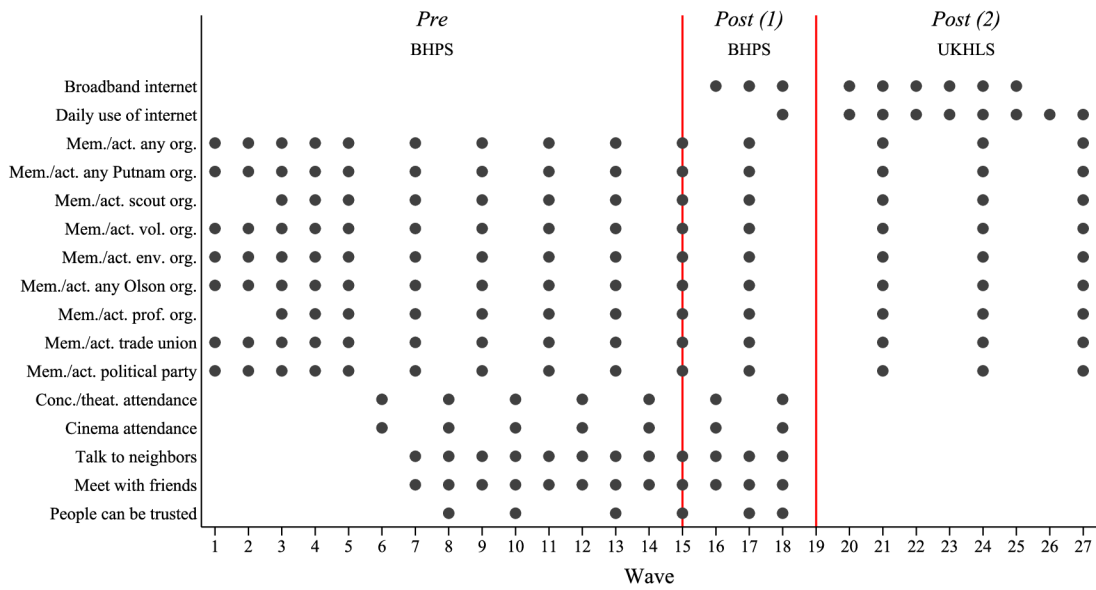 Pre Post (1) Post (2)
BHPS BHPS UKHLS
Broadband internet
Daily use of internet
Mem./act. any org.
Mem./act. any Putnam org.
Mem./act. scout org.
Mem./act. vol. org.
Mem./act. env. org.
Mem./act. any Olson org.
Mem./act. prof. org.
Mem./act. trade union
Mem./act. political party
Conc./theat. attendance
Cinema attendance
Talk to neighbors
Meet with friends
People can be trusted
1 2 3 4 5 6 7 8 9 10 11 12 13 14 15 16 17 18 19 20 21 22 23 24 25 26 27
Wave